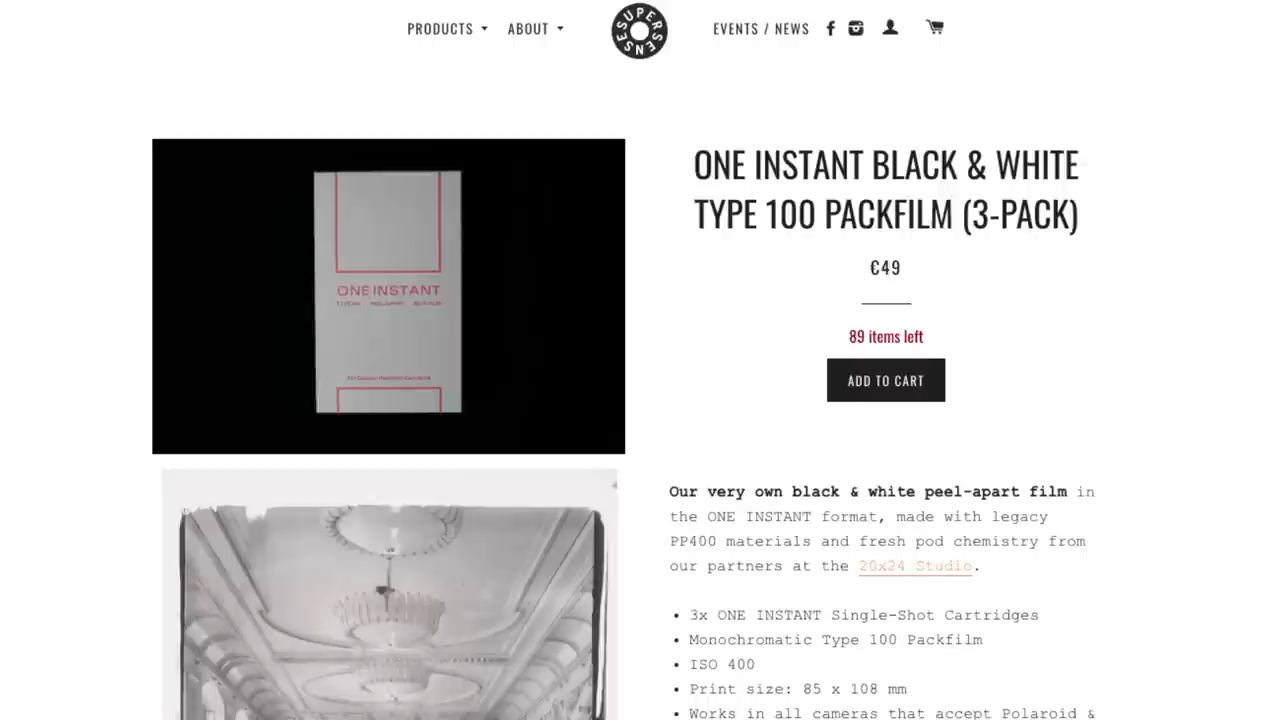 PRODUCTS
ABOUT
SUPERSENSE
EVENTS / NEWS
ONE INSTANT BLACK & WHITE
TYPE 100 PACKFILM (3-PACK)
€49
89 items left
ADD TO CART
ONE INSTANT
Our very own black & white peel-apart film in
the ONE INSTANT format, made with legacy
PP400 materials and fresh pod chemistry from
our partners at the 20x24 Studio.
• 3x ONE INSTANT Single-Shot Cartridges
• Monochromatic Type 100 Packfilm
• ISO 400
• Print size: 85 x 108 mm
• Works in all cameras that accept Polaroid &